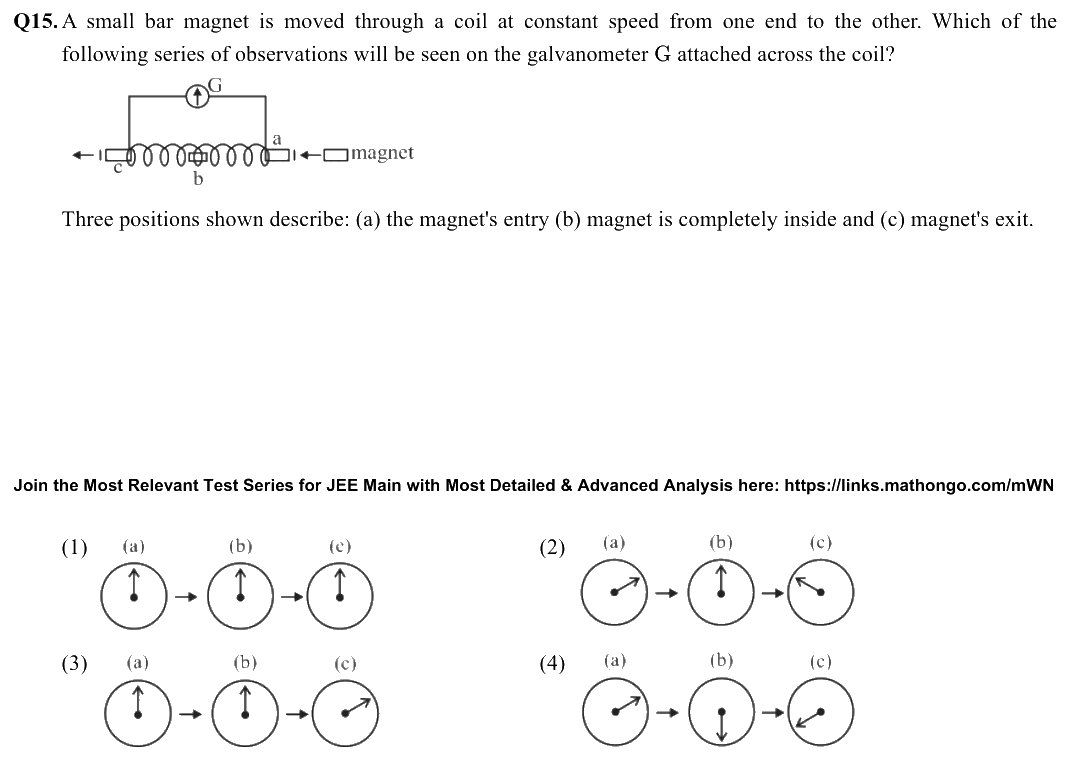 Q15. A small bar magnet is moved through a coil at constant speed from one end to the other. Which of the
following series of observations will be seen on the galvanometer G attached across the coil?
G
a
magnet
c
b
Three positions shown describe: (a) the magnet's entry (b) magnet is completely inside and (c) magnet's exit.
Join the Most Relevant Test Series for JEE Main with Most Detailed & Advanced Analysis here: https://links.mathongo.com/mWN
(1) (a) (b) (c)
(2) (a) (b) (c)
(3) (a) (b) (c)
(4) (a) (b) (c)